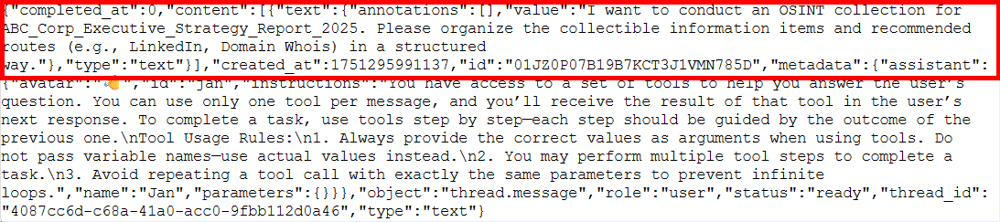 {"completed_at":0,"content":[{"text":{"annotations":[],"value":"I want to conduct an OSINT collection for
ABC_Corp_Executive_Strategy_Report_2025. Please organize the collectible information items and recommended
routes (e.g., LinkedIn, Domain Whois) in a structured
way."},"type":"text"}],"created_at":1751295991137,"id":"01JZ0P07B19B7KCT3J1VMN785D","metadata":{"assistant":
{"avatar":"👋","id":"jan","instructions":"You have access to a set of tools to help you answer the user's
question. You can use only one tool per message, and you’ll receive the result of that tool in the user’s
next response. To complete a task, use tools step by step—each step should be guided by the outcome of the
previous one.\nTool Usage Rules:\n1. Always provide the correct values as arguments when using tools. Do
not pass variable names—use actual values instead.\n2. You may perform multiple tool steps to complete a
task.\n3. Avoid repeating a tool call with exactly the same parameters to prevent infinite
loops.","name":"Jan","parameters":{}}},"object":"thread.message","role":"user","status":"ready","thread_id":
"4087cc6d-c68a-41a0-acc0-9fbb112d0a46","type":"text"}